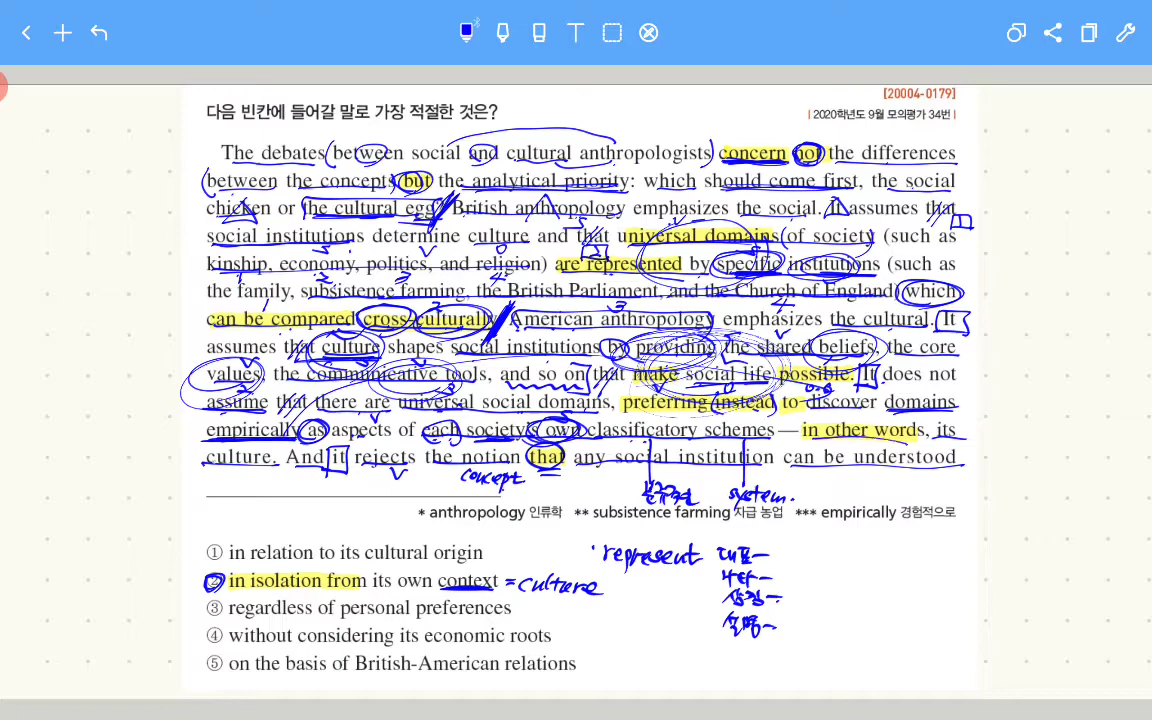 [20004-0179]
다음 빈칸에 들어갈 말로 가장 적절한 것은?
| 2020학년도 9월 모의평가 34번 |
The debates between social and cultural anthropologists concern not the differences
between the concepts but the analytical priority: which should come first, the social
chicken or the cultural egg? British anthropology emphasizes the social. It assumes that
social institutions determine culture and that universal domains of society (such as
kinship, economy, politics, and religion) are represented by specific institutions (such as
the family, subsistence farming, the British Parliament, and the Church of England) which
can be compared cross-culturally. American anthropology emphasizes the cultural. It
assumes that culture shapes social institutions by providing the shared beliefs, the core
values, the communicative tools, and so on that make social life possible. It does not
assume that there are universal social domains, preferring instead to discover domains
empirically as aspects of each society's own classificatory schemes — in other words, its
culture. And it rejects the notion that any social institution can be understood
concept
system.
* anthropology 인류학 ** subsistence farming 자급 농업 *** empirically 경험적으로
① in relation to its cultural origin
② in isolation from its own context = culture
③ regardless of personal preferences
④ without considering its economic roots
⑤ on the basis of British-American relations
represent